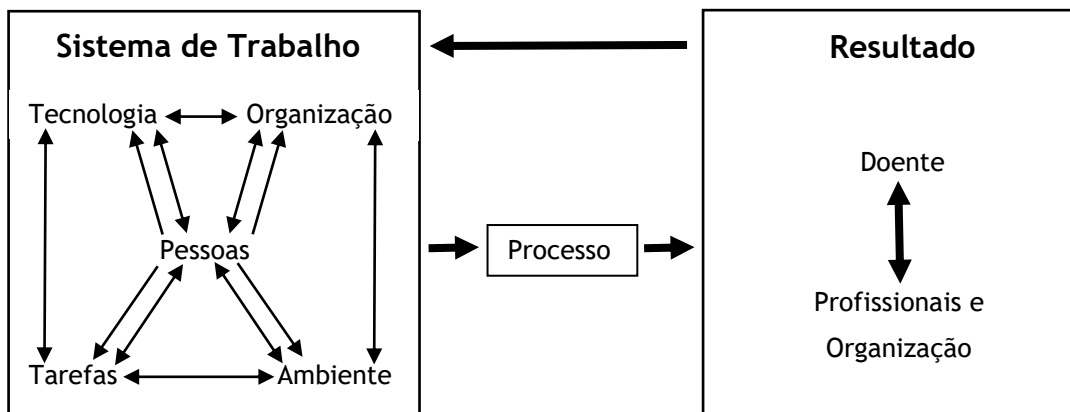 Sistema de Trabalho
Tecnologia
Organização
Pessoas
Tarefas
Ambiente
Processo
Resultado
Doente
Profissionais e
Organização